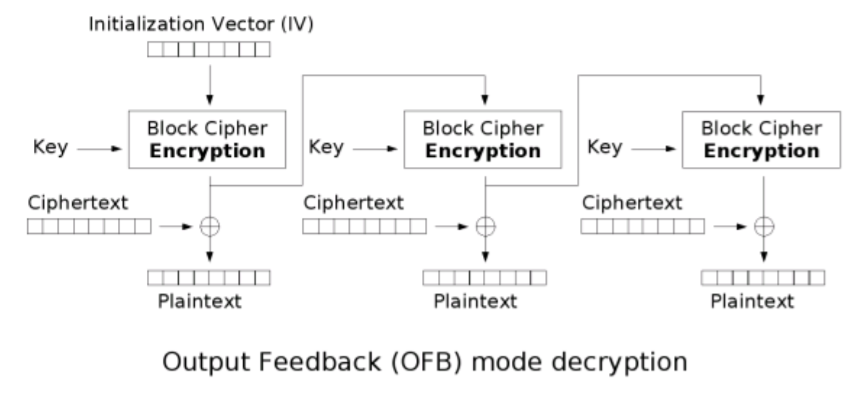 Initialization Vector (IV)
Key
Block Cipher
Encryption
Key
Block Cipher
Encryption
Key
Block Cipher
Encryption
Ciphertext
Ciphertext
Ciphertext
Plaintext
Plaintext
Plaintext
Output Feedback (OFB) mode decryption